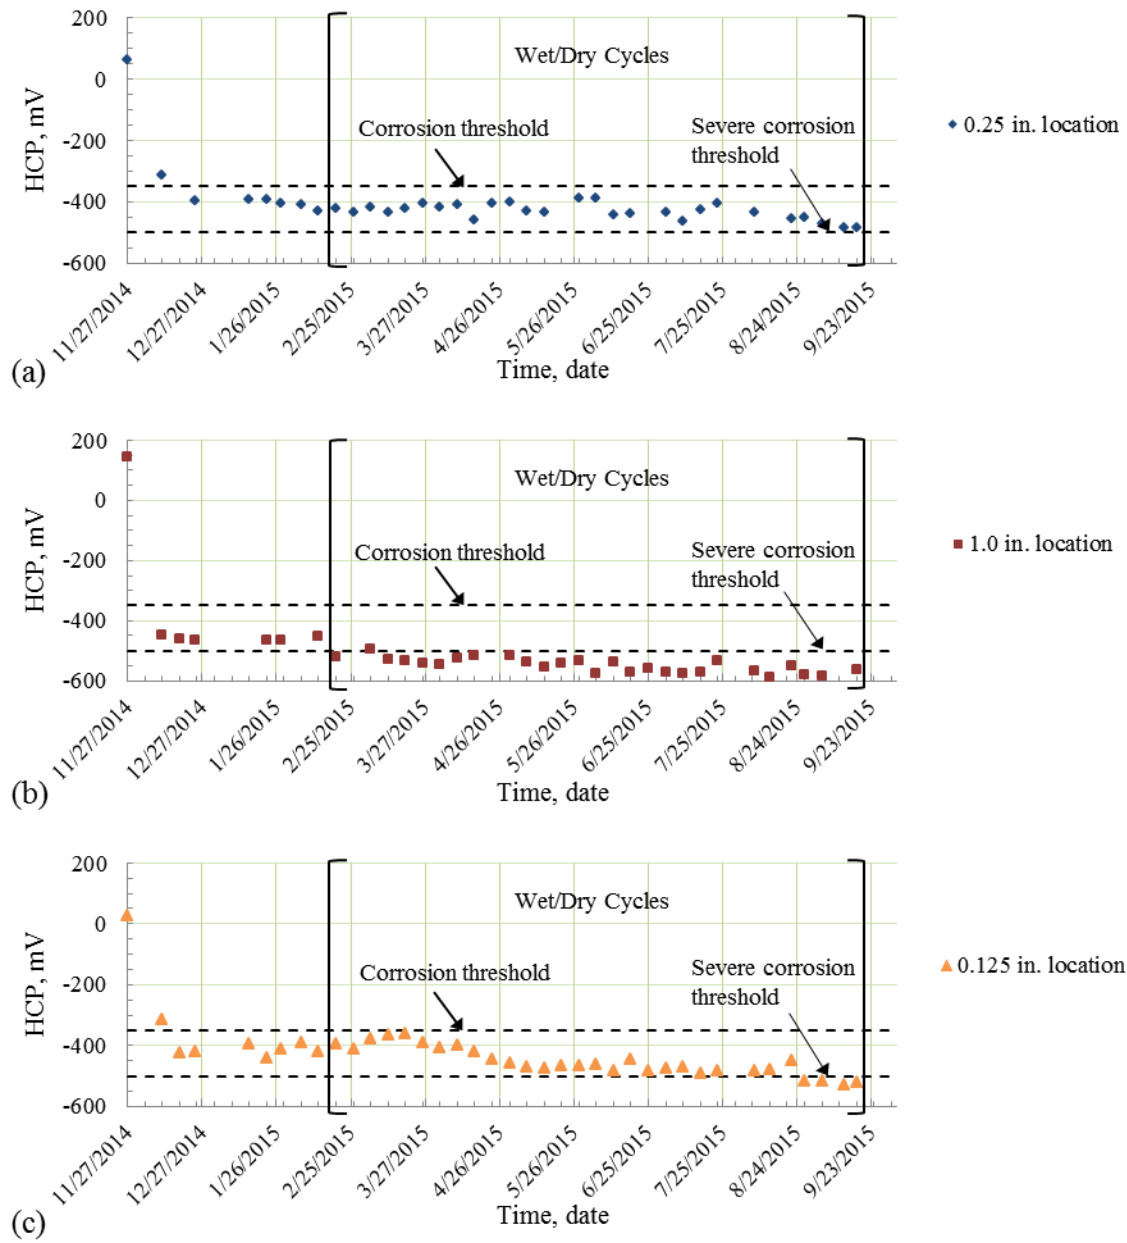 200
0
-200
-400
-600
HCP, mV
Wet/Dry Cycles
Corrosion threshold
Severe corrosion
threshold
0.25 in. location
11/27/2014
12/27/2014
1/26/2015
2/25/2015
3/27/2015
4/26/2015
5/26/2015
6/25/2015
7/25/2015
8/24/2015
9/23/2015
Time, date
(a)
200
0
-200
-400
-600
HCP, mV
Wet/Dry Cycles
Corrosion threshold
Severe corrosion
threshold
1.0 in. location
11/27/2014
12/27/2014
1/26/2015
2/25/2015
3/27/2015
4/26/2015
5/26/2015
6/25/2015
7/25/2015
8/24/2015
9/23/2015
Time, date
(b)
200
0
-200
-400
-600
HCP, mV
Wet/Dry Cycles
Corrosion threshold
Severe corrosion
threshold
0.125 in. location
11/27/2014
12/27/2014
1/26/2015
2/25/2015
3/27/2015
4/26/2015
5/26/2015
6/25/2015
7/25/2015
8/24/2015
9/23/2015
Time, date
(c)